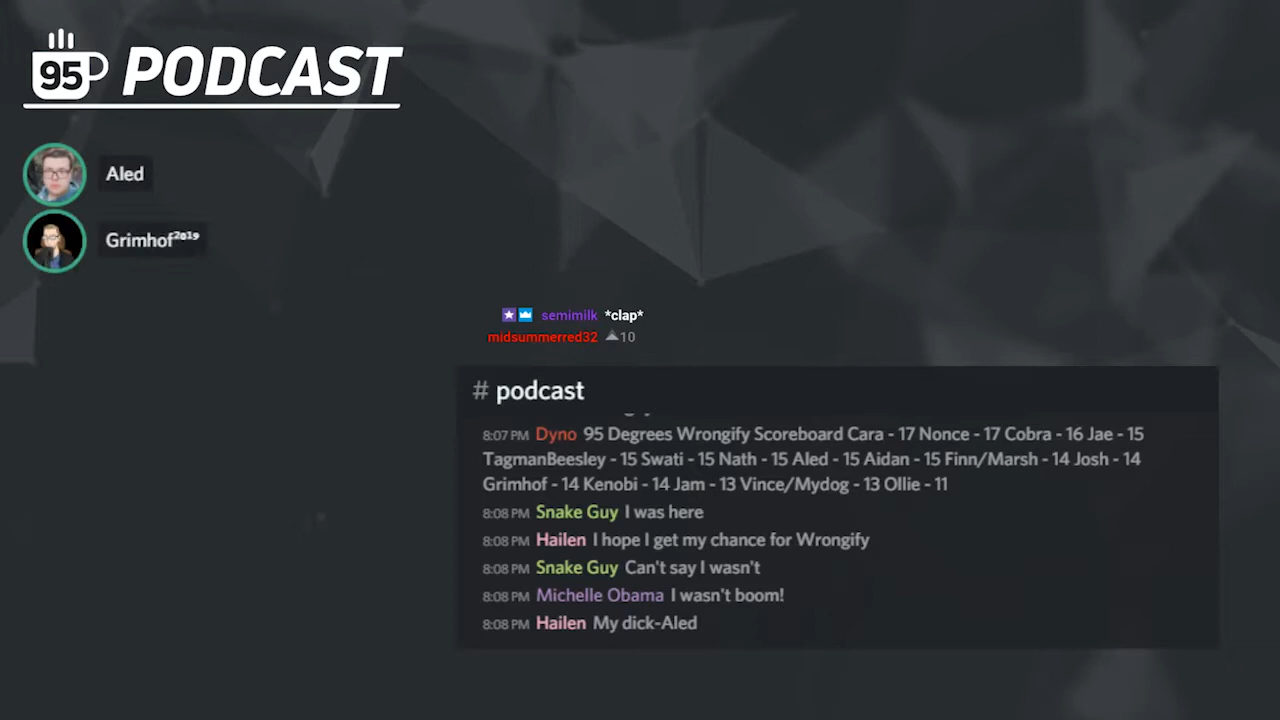 95 PODCAST
Aled
Grimhof²⁰¹⁹
semimilk *clap*
midsummerred32 10
# podcast
8:07 PM Dyno 95 Degrees Wrongify Scoreboard Cara - 17 Nonce - 17 Cobra - 16 Jae - 15
TagmanBeesley - 15 Swati - 15 Nath - 15 Aled - 15 Aidan - 15 Finn/Marsh - 14 Josh - 14
Grimhof - 14 Kenobi - 14 Jam - 13 Vince/Mydog - 13 Ollie - 11
8:08 PM Snake Guy I was here
8:08 PM Hailen I hope I get my chance for Wrongify
8:08 PM Snake Guy Can't say I wasn't
8:08 PM Michelle Obama I wasn't boom!
8:08 PM Hailen My dick-Aled